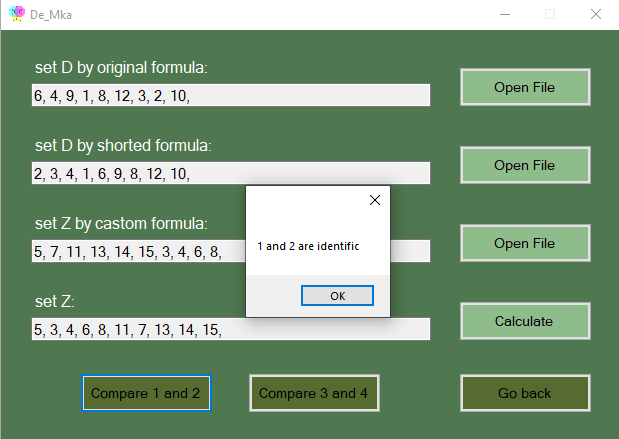 De_Mka
set D by original formula:
6, 4, 9, 1, 8, 12, 3, 2, 10,
Open File
set D by shorted formula:
2, 3, 4, 1, 6, 9, 8, 12, 10,
Open File
set Z by castom formula:
5, 7, 11, 13, 14, 15, 3, 4, 6, 8,
Open File
1 and 2 are identific
OK
set Z:
5, 3, 4, 6, 8, 11, 7, 13, 14, 15,
Calculate
Compare 1 and 2
Compare 3 and 4
Go back